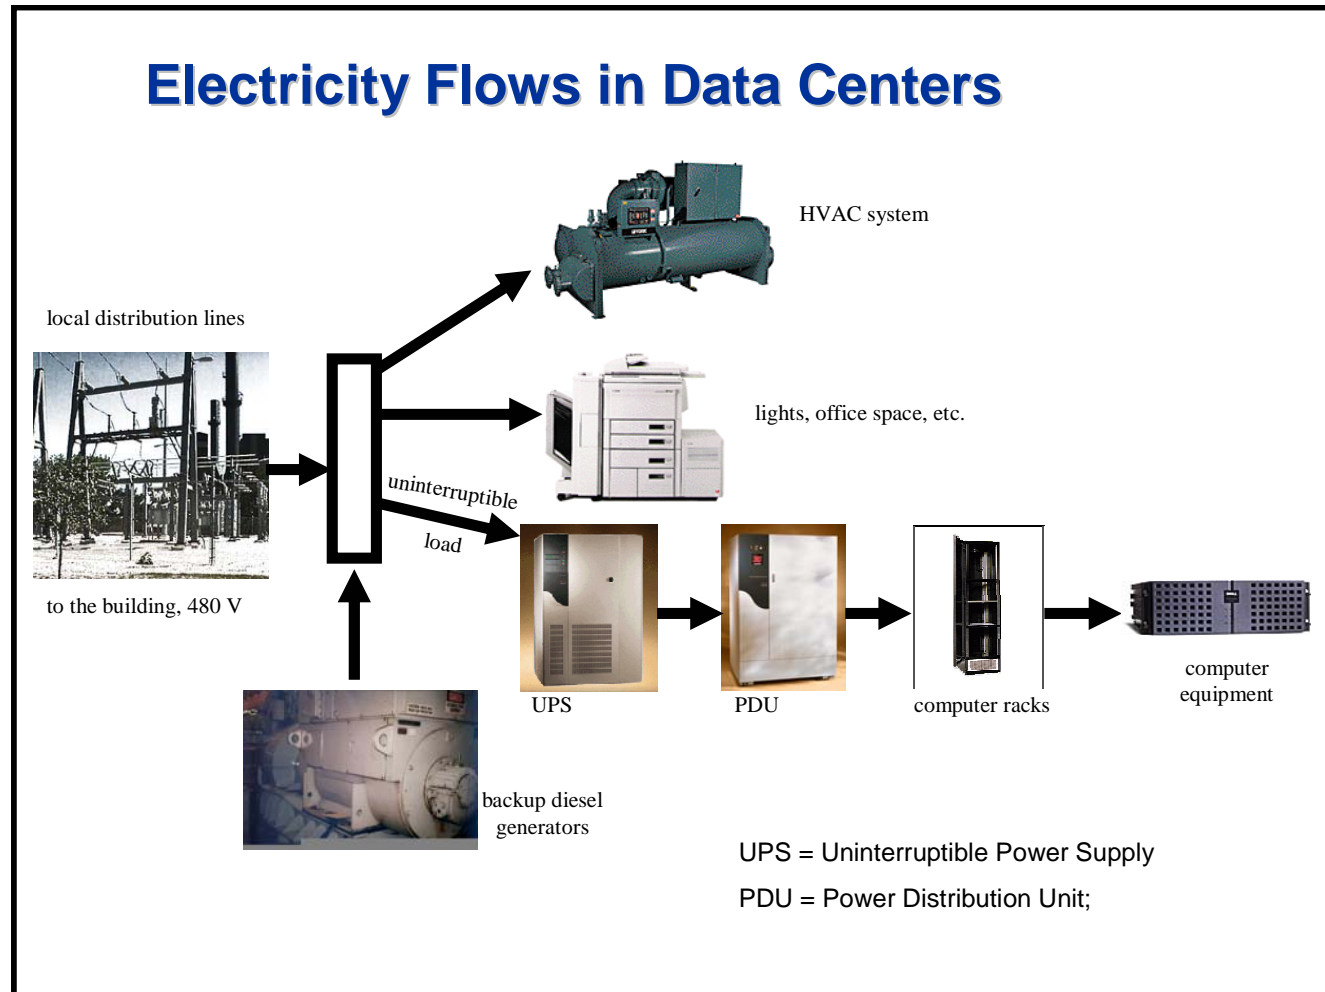 Electricity Flows in Data Centers
HVAC system
local distribution lines
lights, office space, etc.
uninterruptible
load
to the building, 480 V
UPS
PDU
computer racks
computer
equipment
backup diesel
generators
UPS = Uninterruptible Power Supply
PDU = Power Distribution Unit;